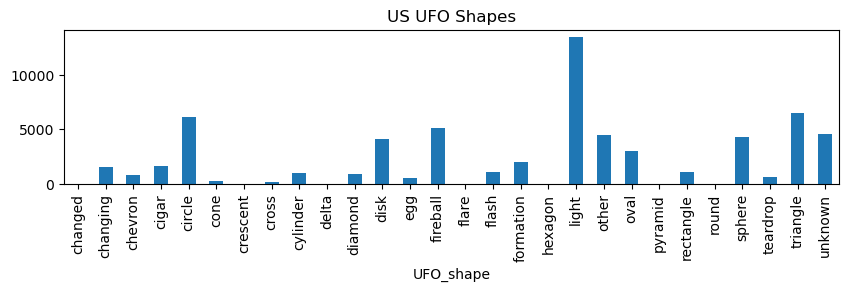 US UFO Shapes
10000
5000
0
changed
changing
chevron
cigar
circle
cone
crescent
cross
cylinder
delta
diamond
disk
egg
fireball
flare
flash
formation
hexagon
light
other
oval
pyramid
rectangle
round
sphere
teardrop
triangle
unknown
UFO_shape